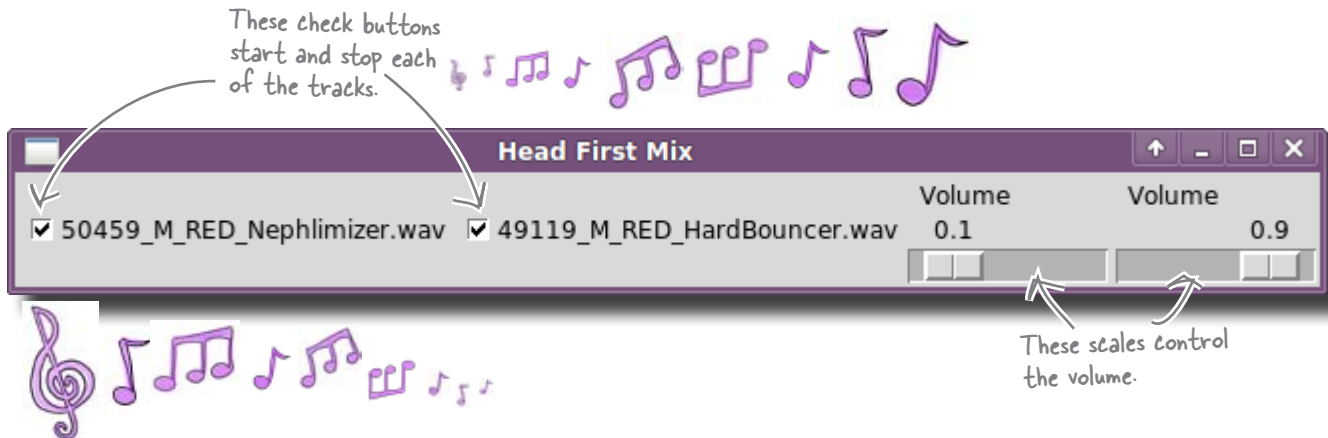 These check buttons
start and stop each
of the tracks.
Head First Mix
50459_M_RED_Nephlimizer.wav
49119_M_RED_HardBouncer.wav
Volume
0.1
Volume
0.9
These scales control
the volume.